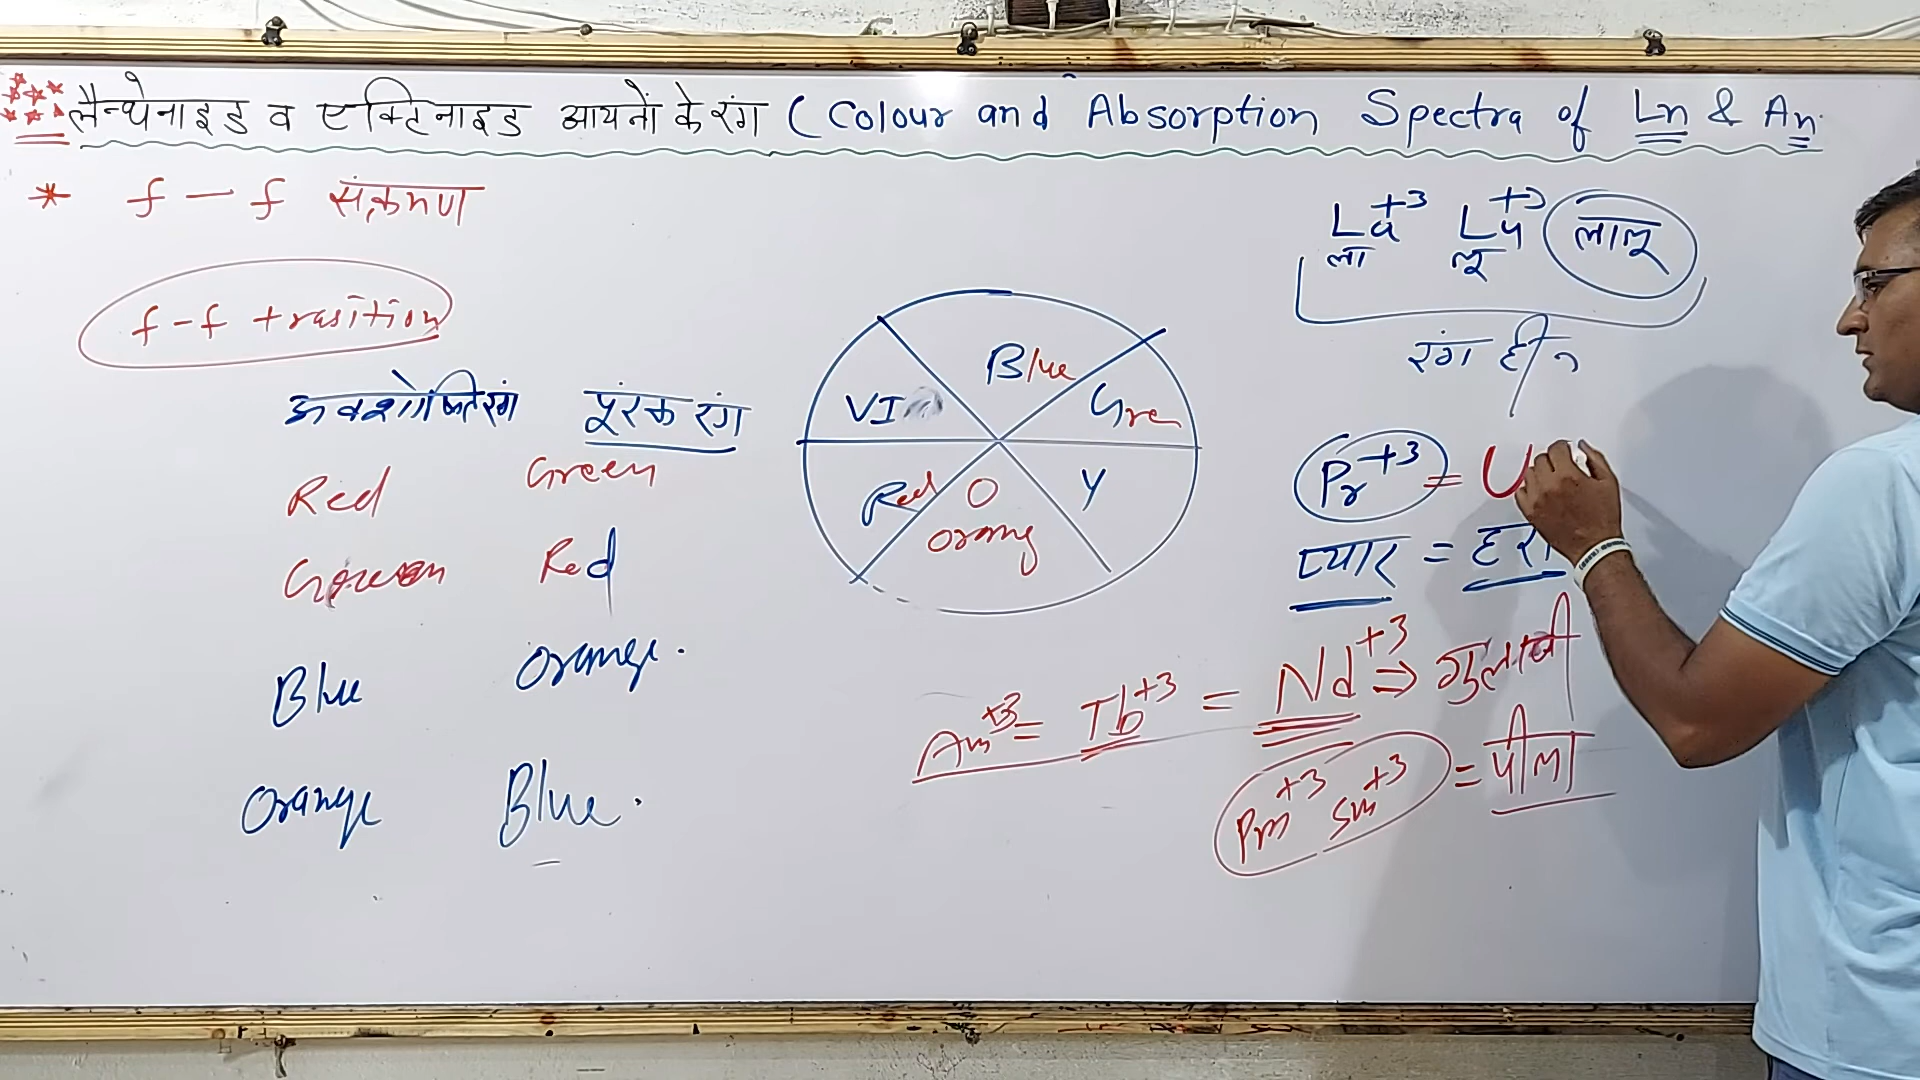 लैन्थेनाइड व एक्टिनाइड आयनों के रंग ( Colour and Absorption Spectra of Ln & An
* f — f संक्रमण
f - f trasition
अवशोषित रंग पूरक रंग
Red Green
Green Red
Blue Orange.
Orange Blue.
Blue
VI
Gre
Red
O
Y
orang
La+3 Lu+3 लालू
ला लू
रंग हीन
Pr+3 = U
प्यार = हरा
Am+3 = Tb+3 = Nd+3 ⇒ गुलाबी
Pm+3 Sm+3 = पीला